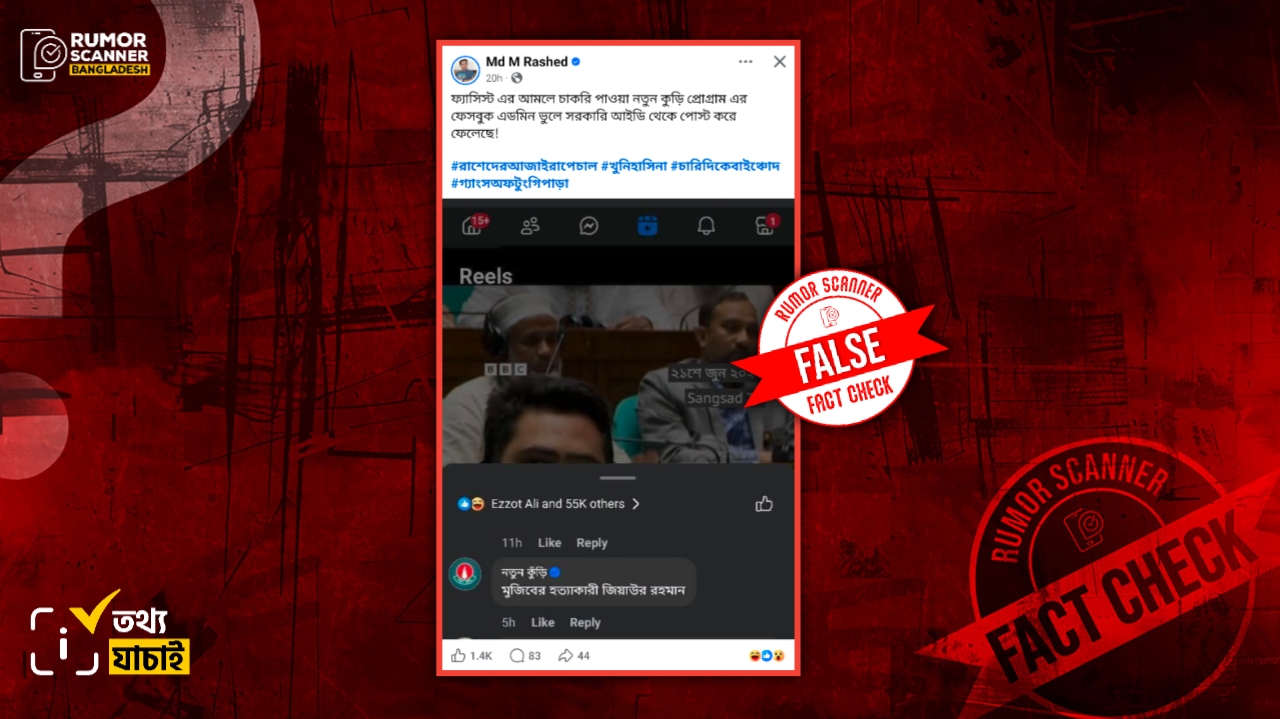 RUMOR
SCANNER
BANGLADESH
Md M Rashed
20h
ফ্যাসিস্ট এর আমলে চাকরি পাওয়া নতুন কুড়ি প্রোগ্রাম এর
ফেসবুক এডমিন ভুলে সরকারি আইডি থেকে পোস্ট করে
ফেলেছে!
#রাশেদেরআজাইরাপেচাল #খুনিহাসিনা #চারিদিকেবাইঞ্চোদ
#গ্যাংসঅফটুংগিপাড়া
15+
1
Reels
BBC
২১শে জুন ২০২
Sangsad
RUMOR SCANNER
FALSE
FACT CHECK
Ezzot Ali and 55K others
11h Like Reply
নতুন কুঁড়ি
মুজিবের হত্যাকারী জিয়াউর রহমান
5h Like Reply
1.4K 83 44
তথ্য
যাচাই
RUMOR SCANNER
FACT CHECK